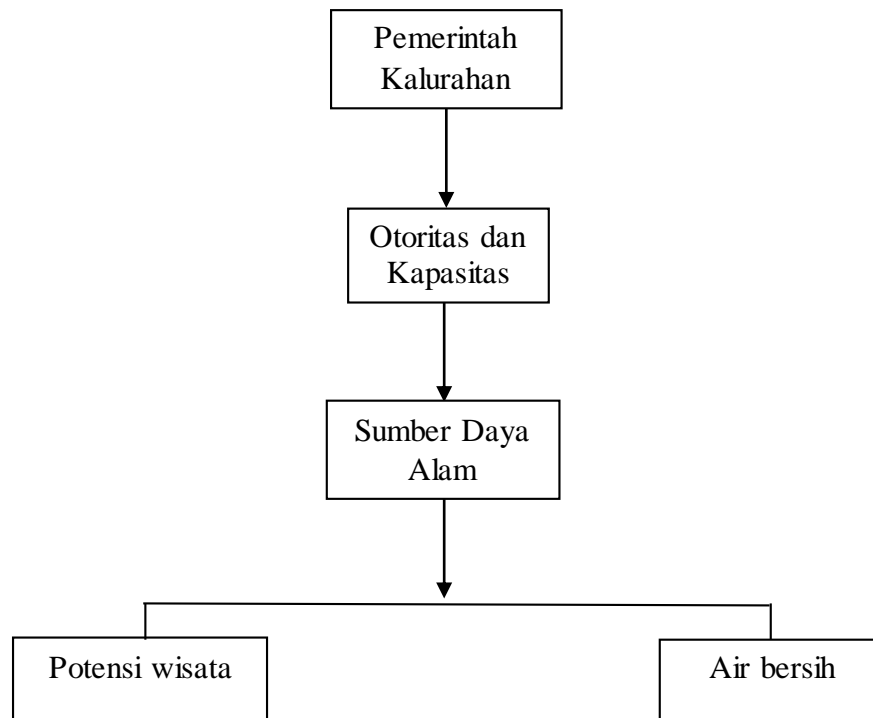 Pemerintah
Kalurahan
Otoritas dan
Kapasitas
Sumber Daya
Alam
Potensi wisata
Air bersih